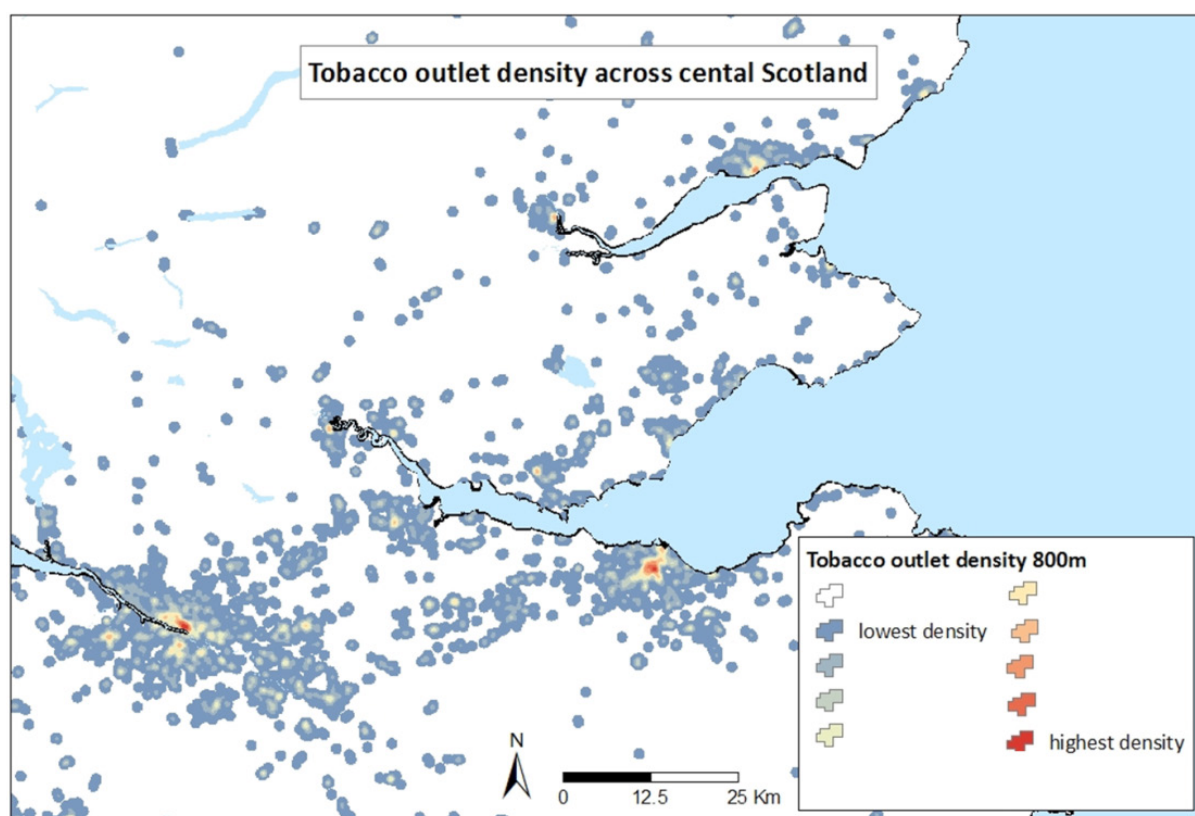 Tobacco outlet density across cental Scotland
Tobacco outlet density 800m
lowest density
highest density
N
0 12.5 25 Km